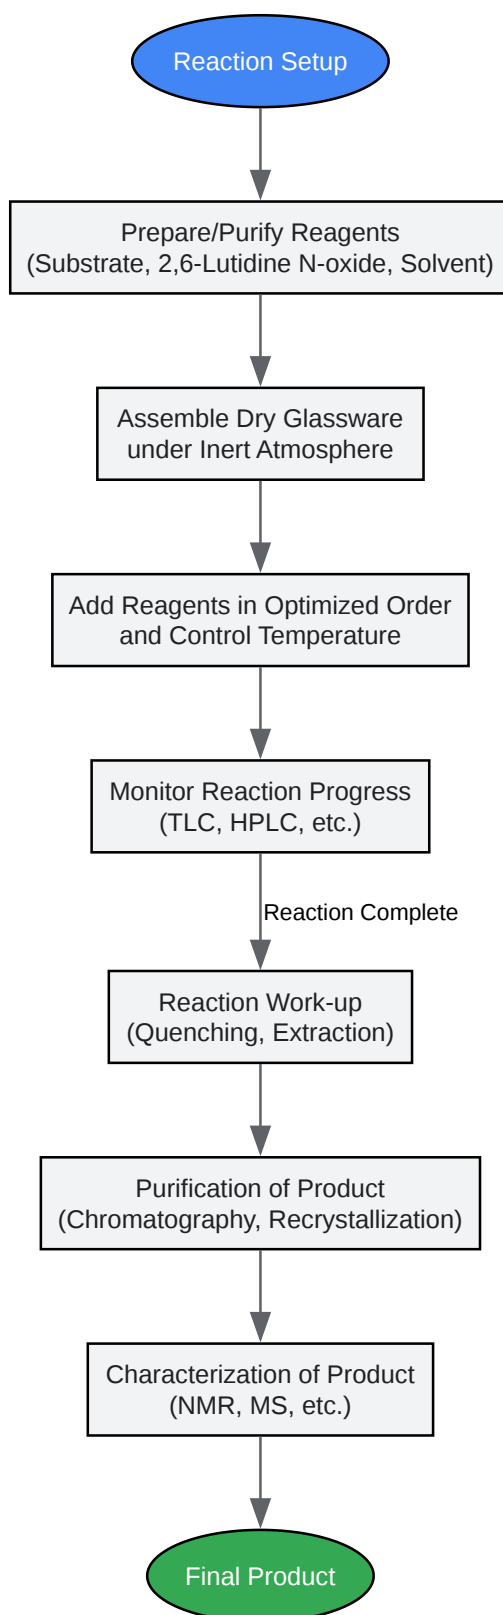 Reaction Setup
Prepare/Purify Reagents
(Substrate, 2,6-Lutidine N-oxide, Solvent)
Assemble Dry Glassware
under Inert Atmosphere
Add Reagents in Optimized Order
and Control Temperature
Monitor Reaction Progress
(TLC, HPLC, etc.)
Reaction Complete
Reaction Work-up
(Quenching, Extraction)
Purification of Product
(Chromatography, Recrystallization)
Characterization of Product
(NMR, MS, etc.)
Final Product